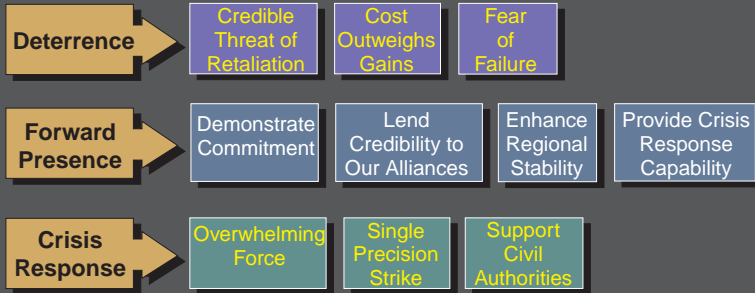 Deterrence
Credible
Threat of
Retaliation
Cost
Outweighs
Gains
Fear
of
Failure
Forward
Presence
Demonstrate
Commitment
Lend
Credibility to
Our Alliances
Enhance
Regional
Stability
Provide Crisis
Response
Capability
Crisis
Response
Overwhelming
Force
Single
Precision
Strike
Support
Civil
Authorities